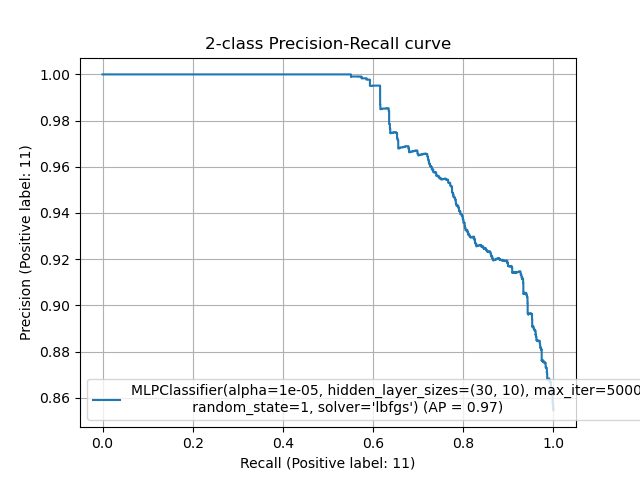 2-class Precision-Recall curve
1.00
0.98
0.96
0.94
0.92
0.90
0.88
0.86
Precision (Positive label: 11)
MLPClassifier(alpha=1e-05, hidden_layer_sizes=(30, 10), max_iter=5000
random_state=1, solver='lbfgs') (AP = 0.97)
0.0 0.2 0.4 0.6 0.8 1.0
Recall (Positive label: 11)